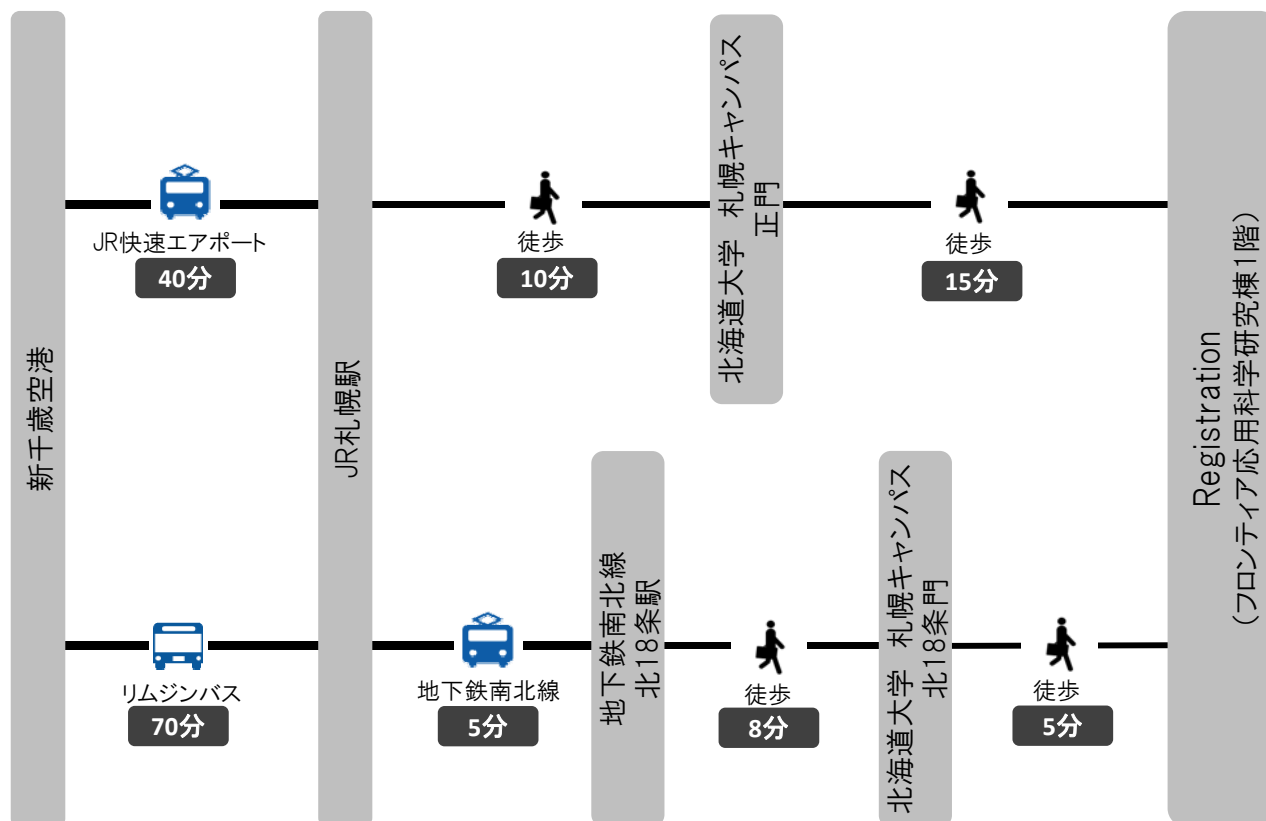 新千歳空港
JR快速エアポート
40分
リムジンバス
70分
JR札幌駅
徒歩
10分
北海道大学 札幌キャンパス
正門
徒歩
15分
地下鉄南北線
5分
地下鉄南北線
北18条駅
徒歩
8分
北海道大学 札幌キャンパス
北18条門
徒歩
5分
Registration
(フロンティア応用科学研究棟1階)